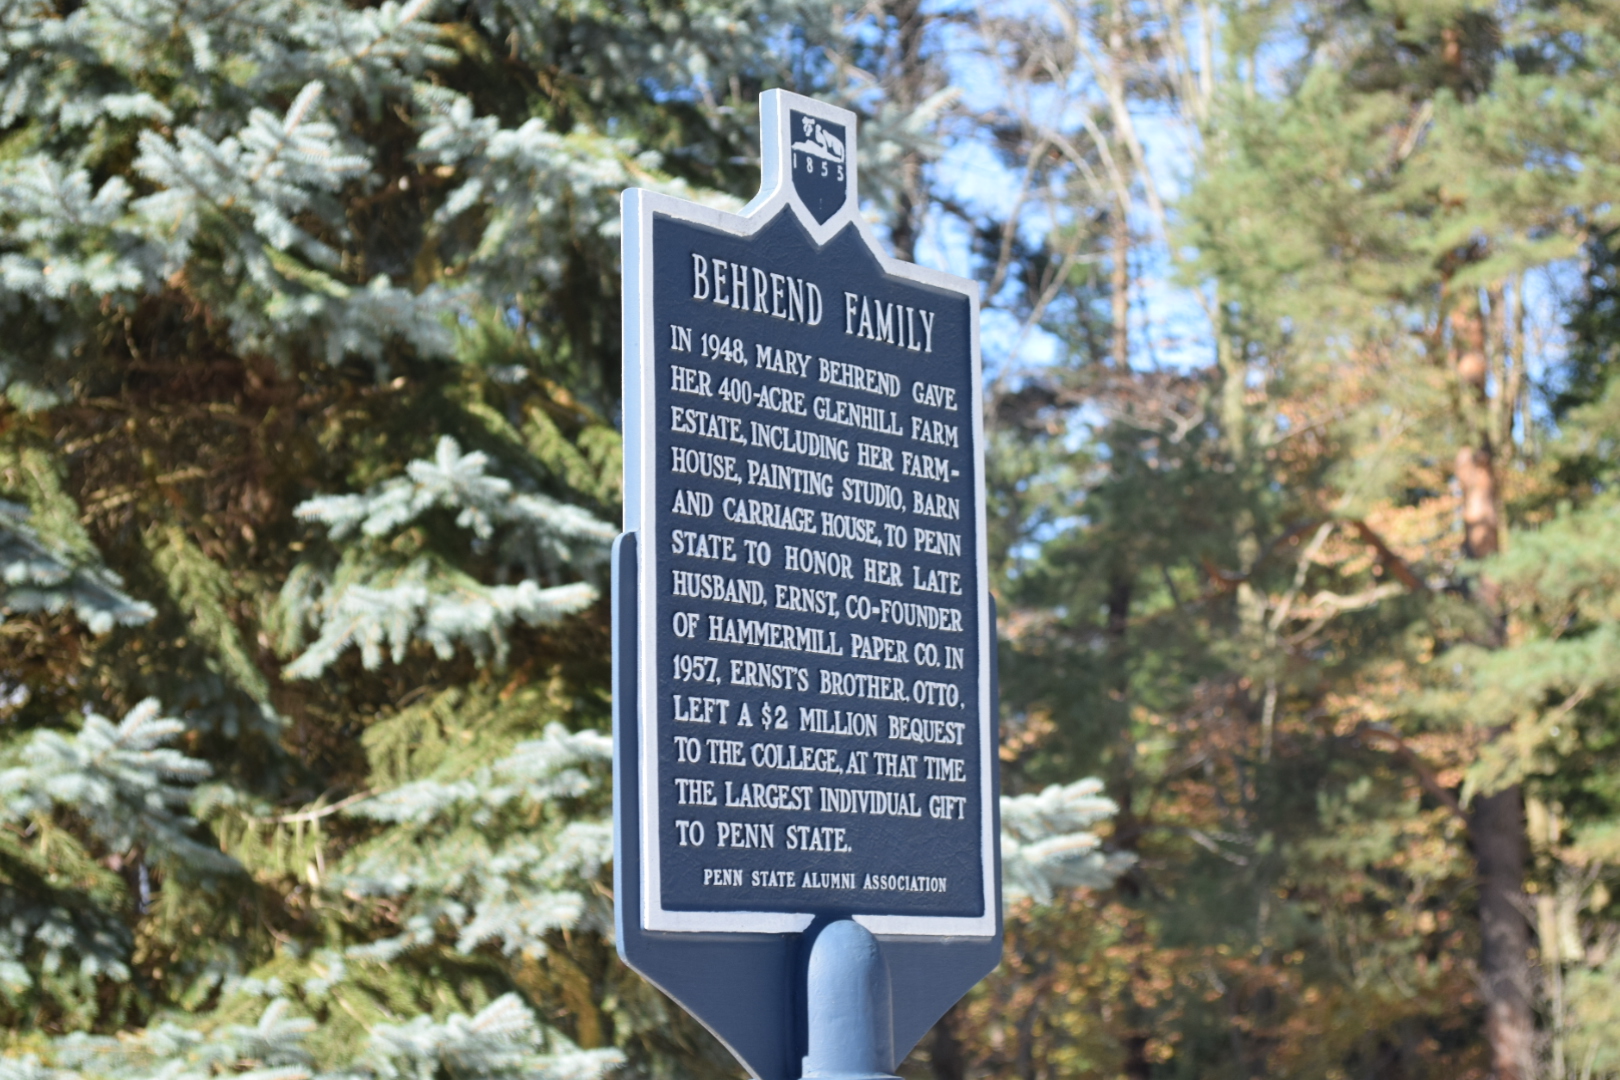 1855
BEHREND FAMILY
IN 1948, MARY BEHREND GAVE
HER 400-ACRE GLENHILL FARM
ESTATE, INCLUDING HER FARM-
HOUSE, PAINTING STUDIO, BARN
AND CARRIAGE HOUSE, TO PENN
STATE TO HONOR HER LATE
HUSBAND, ERNST, CO-FOUNDER
OF HAMMERMILL PAPER CO. IN
1957, ERNST'S BROTHER, OTTO,
LEFT A $2 MILLION BEQUEST
TO THE COLLEGE, AT THAT TIME
THE LARGEST INDIVIDUAL GIFT
TO PENN STATE.
PENN STATE ALUMNI ASSOCIATION